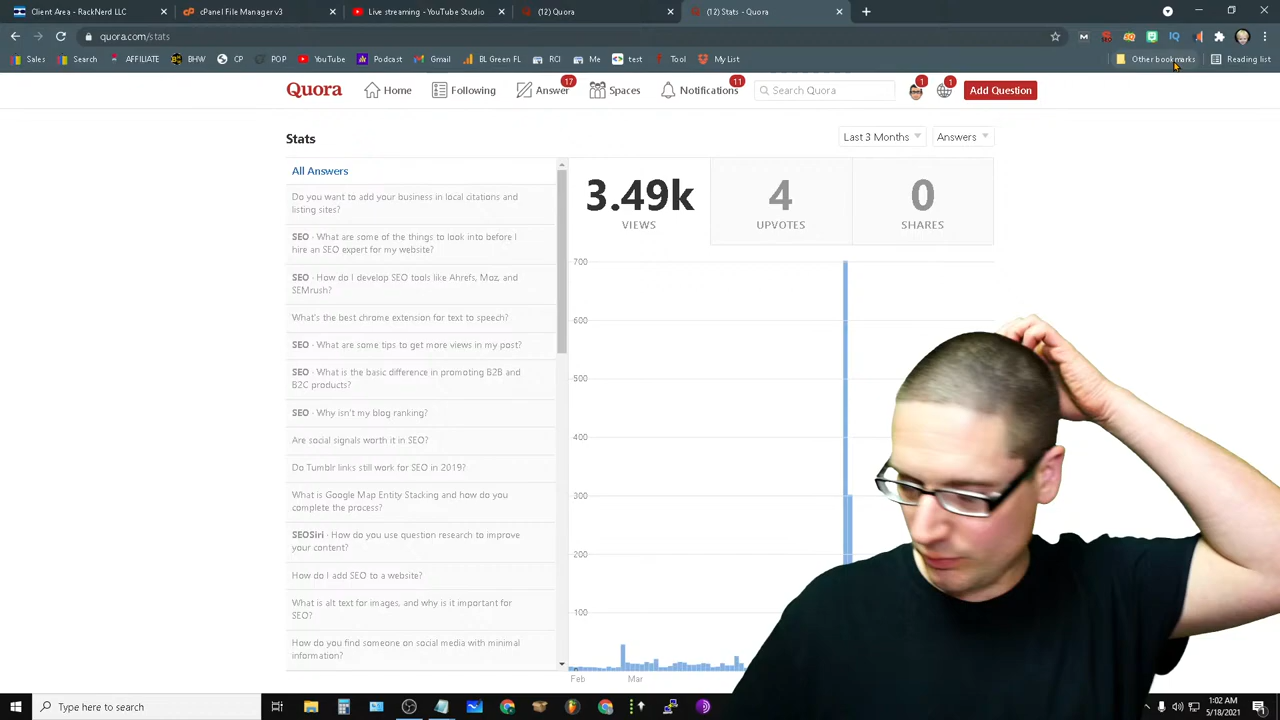 Client Area - RackNerd LLC
cPanel File Manager v3
Live streaming - YouTube Studio
(12) Quora
(12) Stats - Quora
quora.com/stats
Sales
Search
AFFILIATE
BHW
CP
YouTube
Podcast
Gmail
BL Green FL
RCI
Me
test
Tool
My List
Other bookmarks
Reading list
Quora
Home
Following
Answer
17
Spaces
Notifications
11
Search Quora
1
1
Add Question
Stats
Last 3 Months
Answers
All Answers
Do you want to add your business in local citations and
listing sites?
SEO · What are some of the things to look into before I
hire an SEO expert for my website?
SEO · How do I develop SEO tools like Ahrefs, Moz, and
SEMrush?
What's the best chrome extension for text to speech?
SEO · What are some tips to get more views in my post?
SEO · What is the basic difference in promoting B2B and
B2C products?
SEO · Why isn't my blog ranking?
Are social signals worth it in SEO?
Do Tumblr links still work for SEO in 2019?
What is Google Map Entity Stacking and how do you
complete the process?
SEOSiri · How do you use question research to improve
your content?
How do I add SEO to a website?
What is alt text for images, and why is it important for
SEO?
How do you find someone on social media with minimal
information?
3.49k
VIEWS
4
UPVOTES
0
SHARES
700
600
500
400
300
200
100
Feb
Mar
Type here to search
1:02 AM
5/18/2021